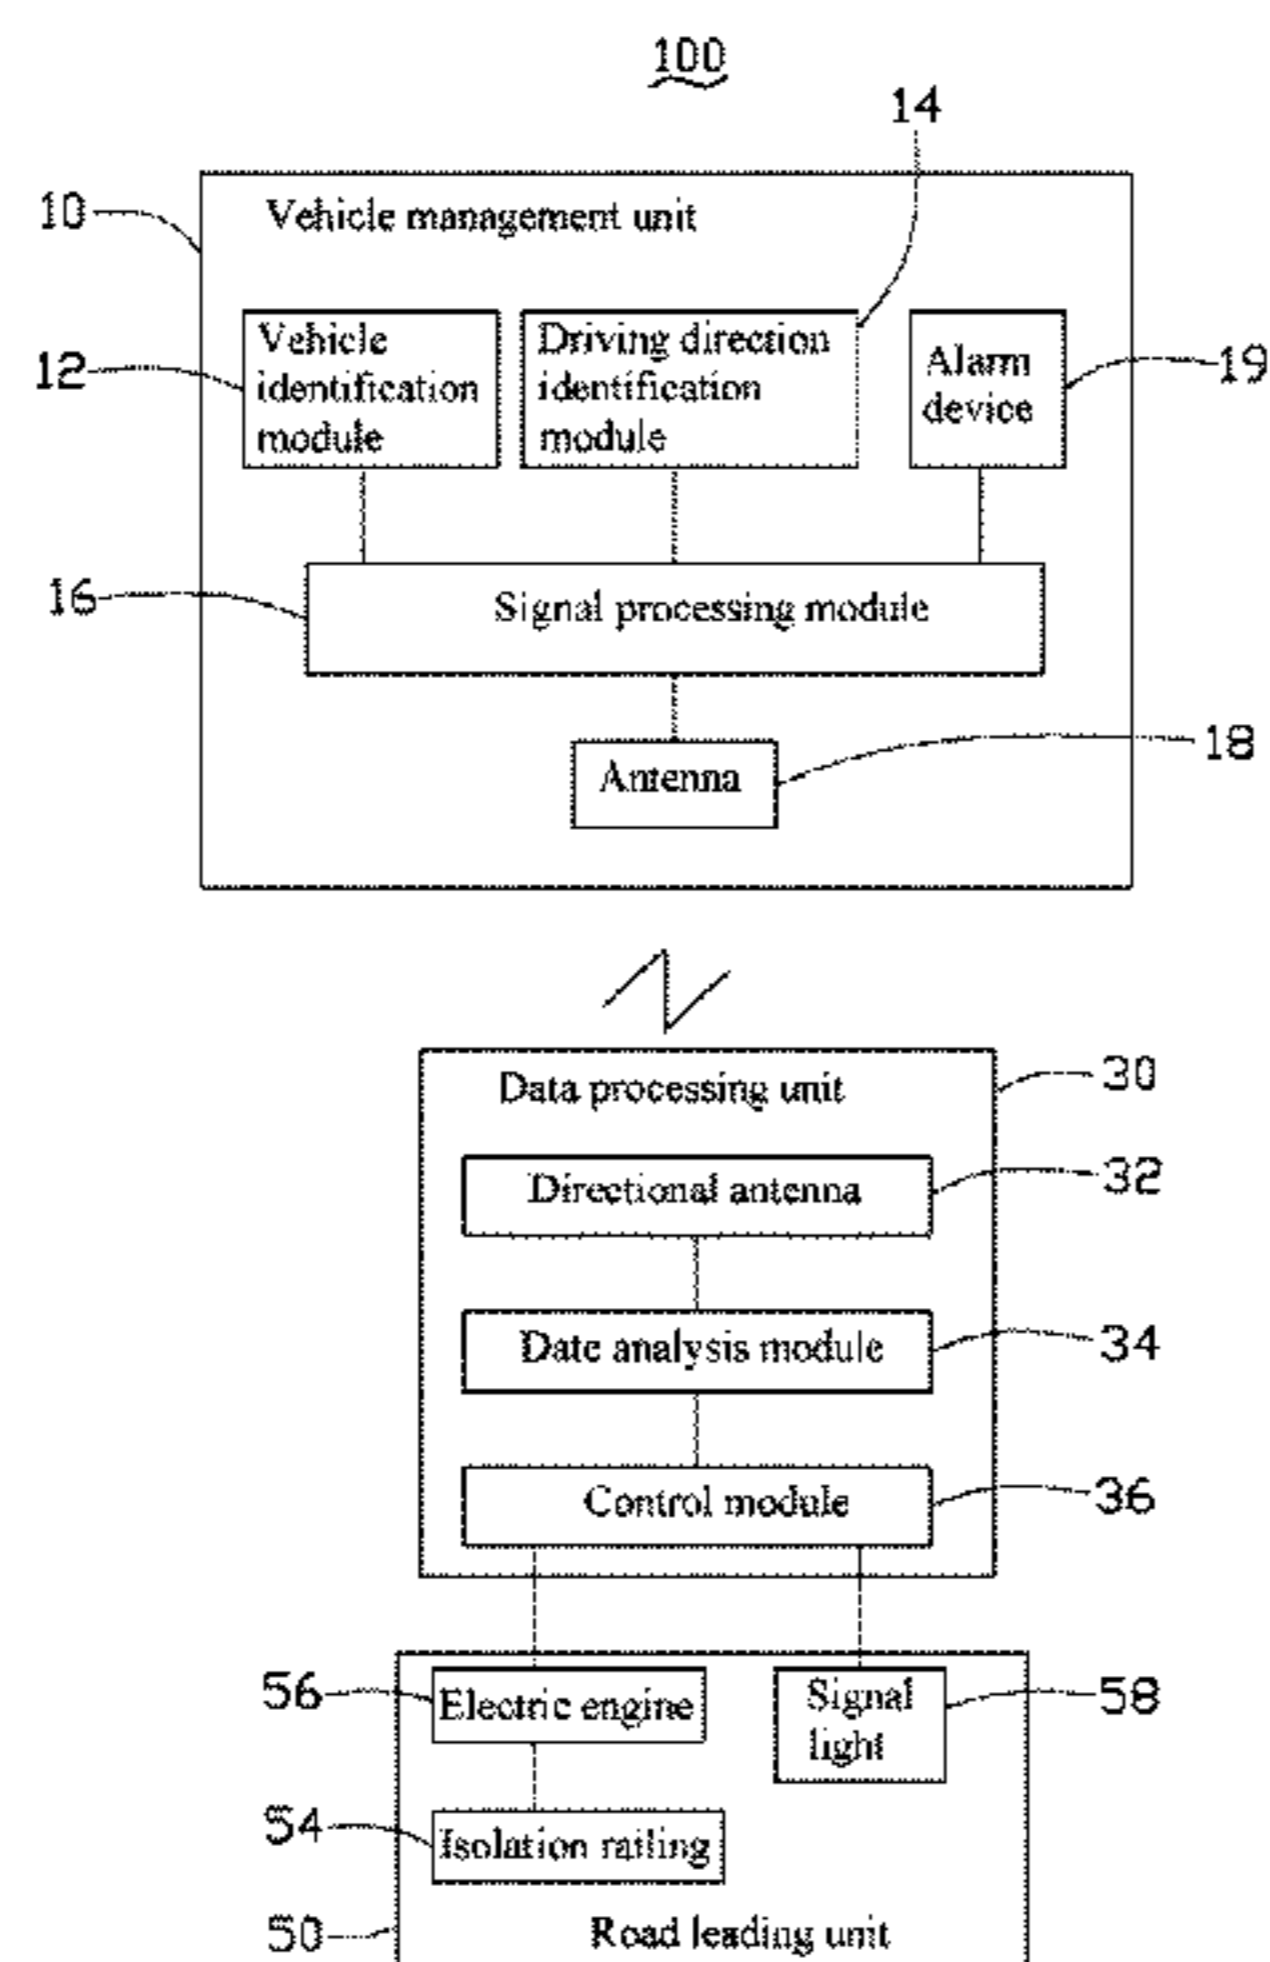 100
14
10
Vehicle management unit
Vehicle
identification
module
Driving direction
identification
module
Alarm
device
12
19
16
Signal processing module
Antenna
18
Data processing unit
30
Directional antenna
32
Date analysis module
34
Control module
36
56
Electric engine
Signal
light
58
54
Isolation railing
50
Road leading unit